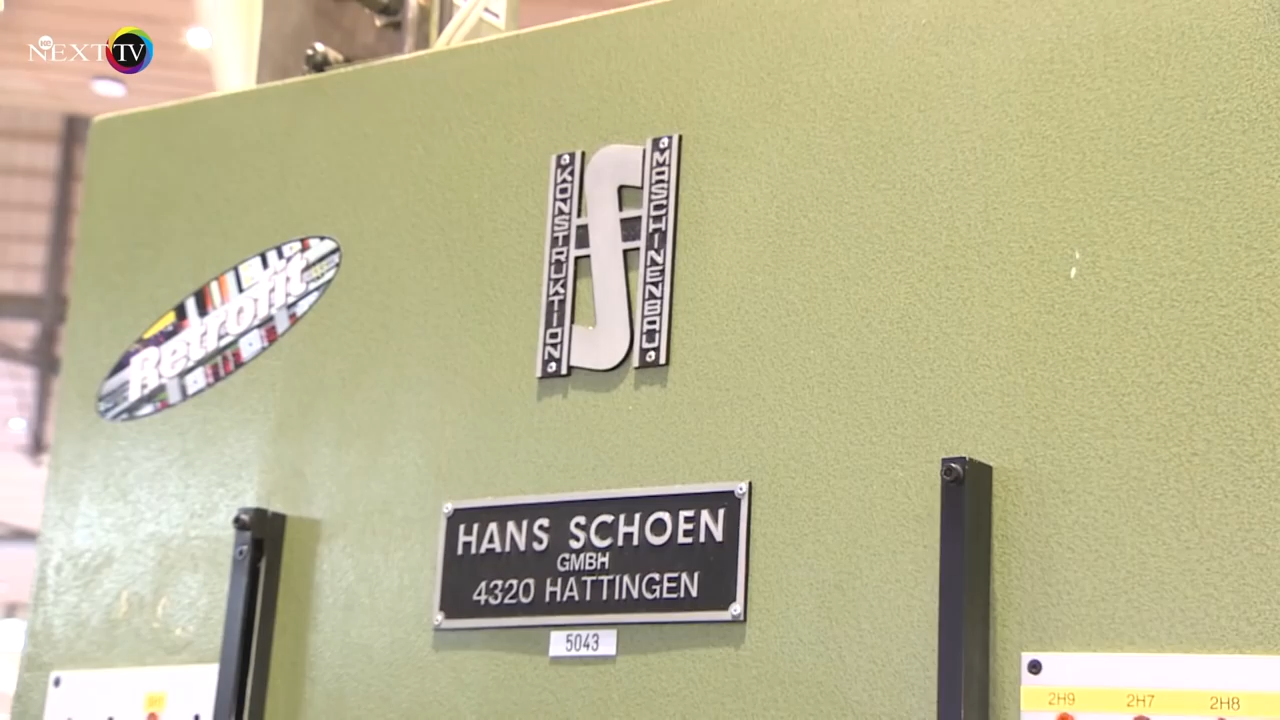 NEXT TV
KONSTRUKTION
MASCHINENBAU
Retrofit
HANS SCHOEN
GMBH
4320 HATTINGEN
5043
2H9 2H7 2H8